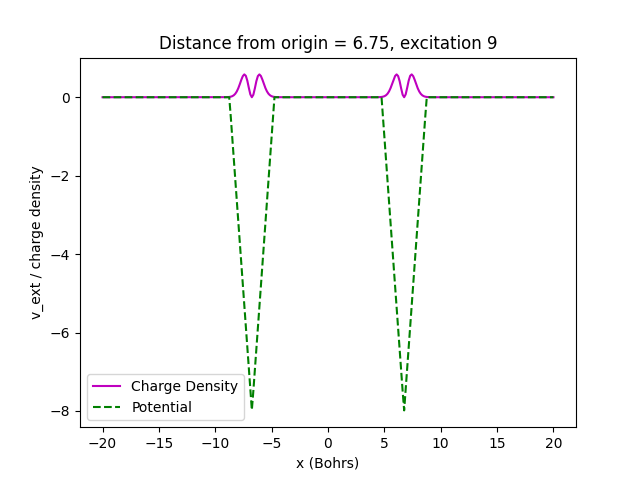 Distance from origin = 6.75, excitation 9
v_ext / charge density
0
−2
−4
−6
−8
Charge Density
Potential
−20
−15
−10
−5
0
5
10
15
20
x (Bohrs)